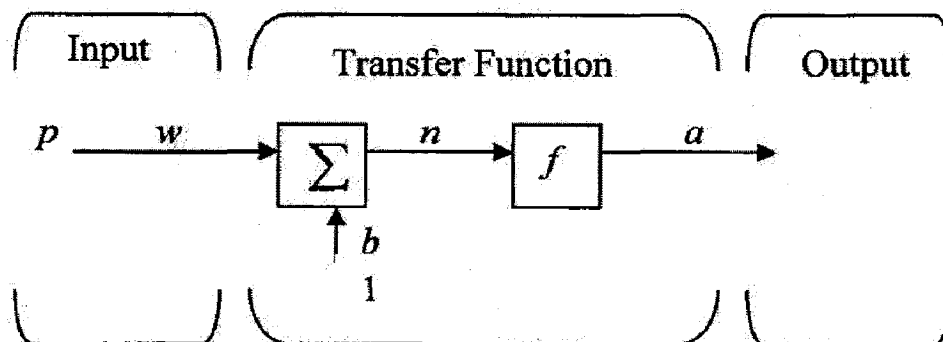 Input
Transfer Function
Output
p w Σ n f a
b
1